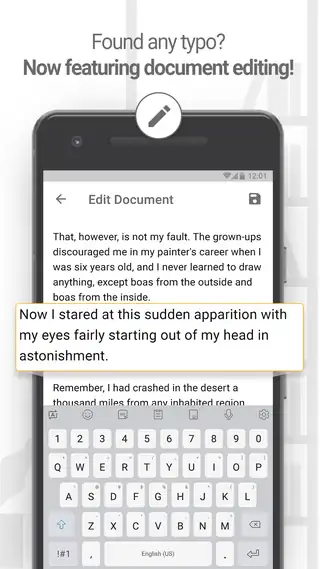 Found any typo?
Now featuring document editing!
12:01
Edit Document
That, however, is not my fault. The grown-ups
discouraged me in my painter's career when I
was six years old, and I never learned to draw
anything, except boas from the outside and
boas from the inside.
Now I stared at this sudden apparition with
my eyes fairly starting out of my head in
astonishment.
Remember, I had crashed in the desert a
thousand miles from any inhabited region
1 2 3 4 5 6 7 8 9 0
Q W E R T Y U I O P
A S D F G H J K L
Z X C V B N M
!#1 , English (US) .